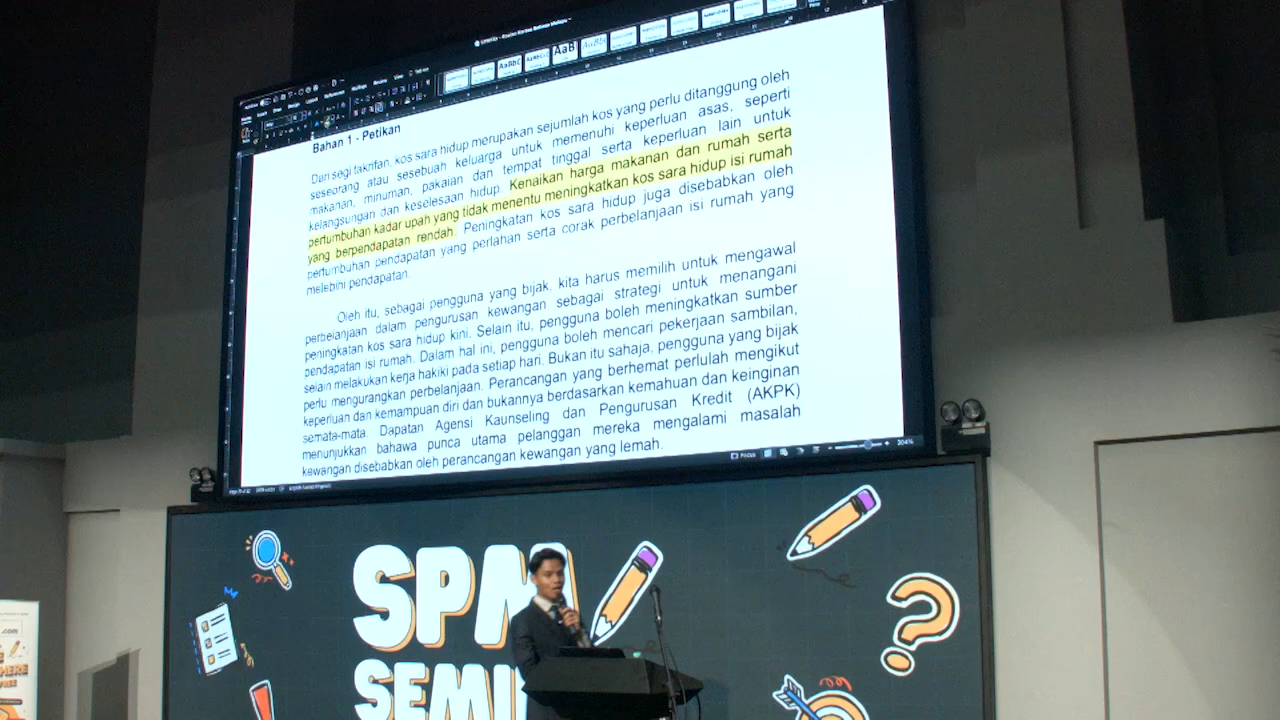 Bahan 1 - Petikan
Dari segi takrifan, kos sara hidup merupakan sejumlah kos yang perlu ditanggung oleh
seseorang atau sesebuah keluarga untuk memenuhi keperluan asas, seperti
makanan, minuman, pakaian dan tempat tinggal serta keperluan lain untuk
kelangsungan dan keselesaan hidup. Kenaikan harga makanan dan rumah serta
pertumbuhan kadar upah yang tidak menentu meningkatkan kos sara hidup isi rumah
yang berpendapatan rendah. Peningkatan kos sara hidup juga disebabkan oleh
pertumbuhan pendapatan yang perlahan serta corak perbelanjaan isi rumah yang
melebihi pendapatan.
Oleh itu, sebagai pengguna yang bijak, kita harus memilih untuk mengawal
perbelanjaan dalam pengurusan kewangan sebagai strategi untuk menangani
peningkatan kos sara hidup kini. Selain itu, pengguna boleh meningkatkan sumber
pendapatan isi rumah. Dalam hal ini, pengguna boleh mencari pekerjaan sambilan,
selain melakukan kerja hakiki pada setiap hari. Bukan itu sahaja, pengguna yang bijak
perlu mengurangkan perbelanjaan. Perancangan yang berhemat perlulah mengikut
keperluan dan kemampuan diri dan bukannya berdasarkan kemahuan dan keinginan
semata-mata. Dapatan Agensi Kaunseling dan Pengurusan Kredit (AKPK)
menunjukkan bahawa punca utama pelanggan mereka mengalami masalah
kewangan disebabkan oleh perancangan kewangan yang lemah.
Focus
204%
SPM
SEMI
.com